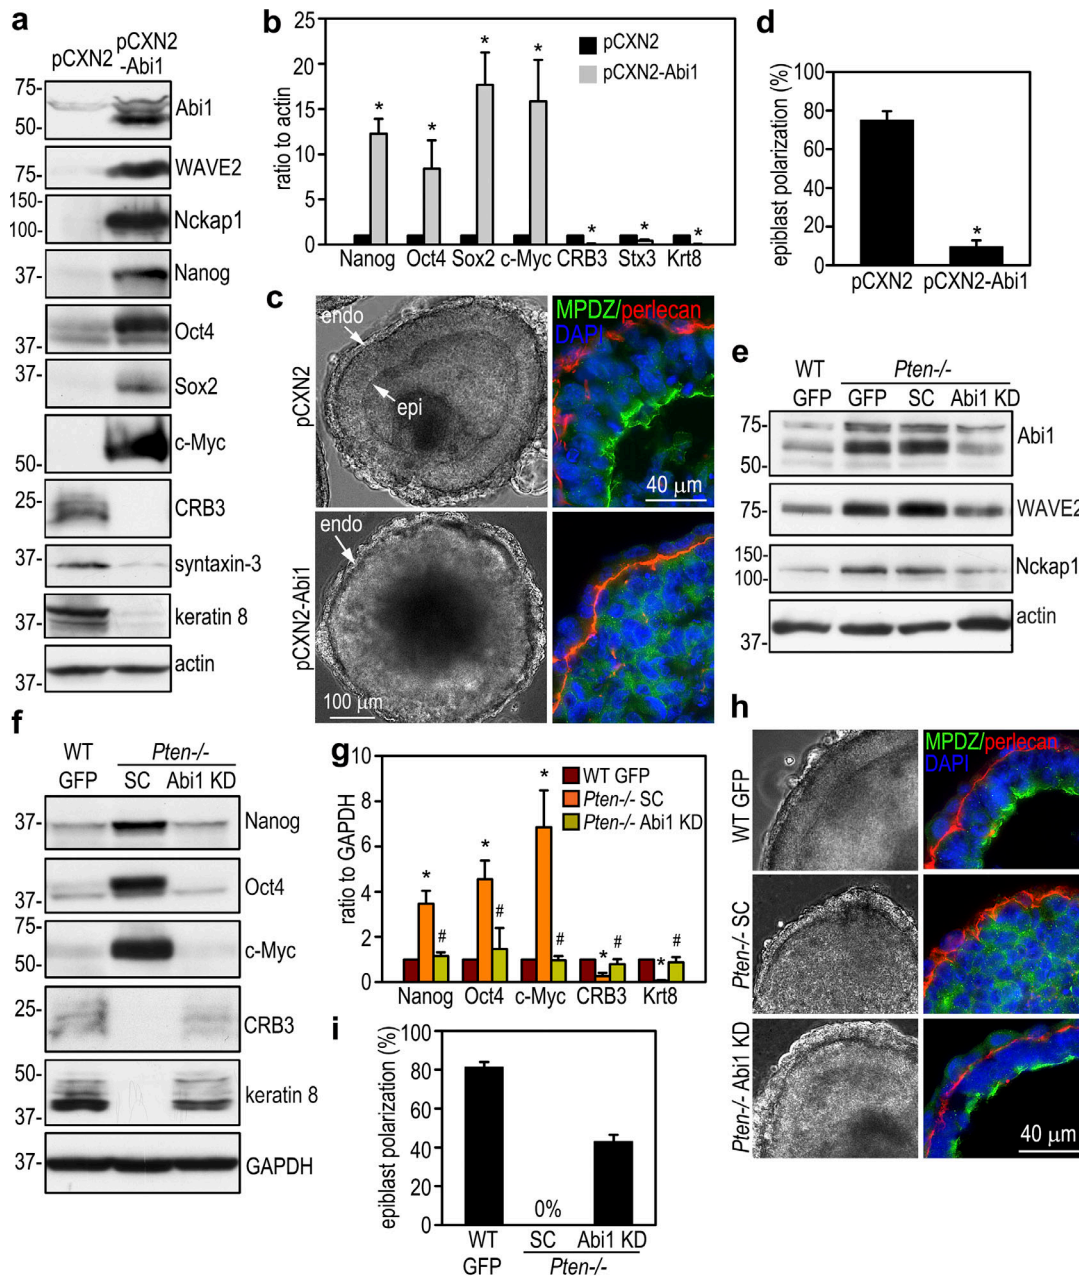 a
pCXN2
pCXN2
-Abi1
75-
50-
Abi1
75-
WAVE2
150-
100-
Nckap1
37-
Nanog
37-
Oct4
37-
Sox2
50-
c-Myc
25-
CRB3
37-
syntaxin-3
37-
keratin 8
37-
actin
b
ratio to actin
25
20
15
10
5
0
pCXN2
pCXN2-Abi1
* * * * * * *
Nanog Oct4 Sox2 c-Myc CRB3 Stx3 Krt8
c
pCXN2
endo
epi
MPDZ/perlecan
DAPI
40 μm
pCXN2-Abi1
endo
100 μm
d
epiblast polarization (%)
100
80
60
40
20
0
*
pCXN2 pCXN2-Abi1
e
WT
GFP
Pten-/-
GFP SC Abi1 KD
75-
50-
Abi1
75-
WAVE2
150-
100-
Nckap1
37-
actin
f
WT
GFP
Pten-/-
SC Abi1 KD
37-
Nanog
37-
Oct4
50-
c-Myc
25-
CRB3
50-
37-
keratin 8
37-
GAPDH
g
ratio to GAPDH
10
8
6
4
2
0
WT GFP
Pten-/- SC
Pten-/- Abi1 KD
* # * # * # * # * #
Nanog Oct4 c-Myc CRB3 Krt8
h
WT GFP
MPDZ/perlecan
DAPI
Pten-/- SC
Pten-/- Abi1 KD
40 μm
i
epiblast polarization (%)
100
80
60
40
20
0
0%
WT
GFP
SC Abi1 KD
Pten-/-